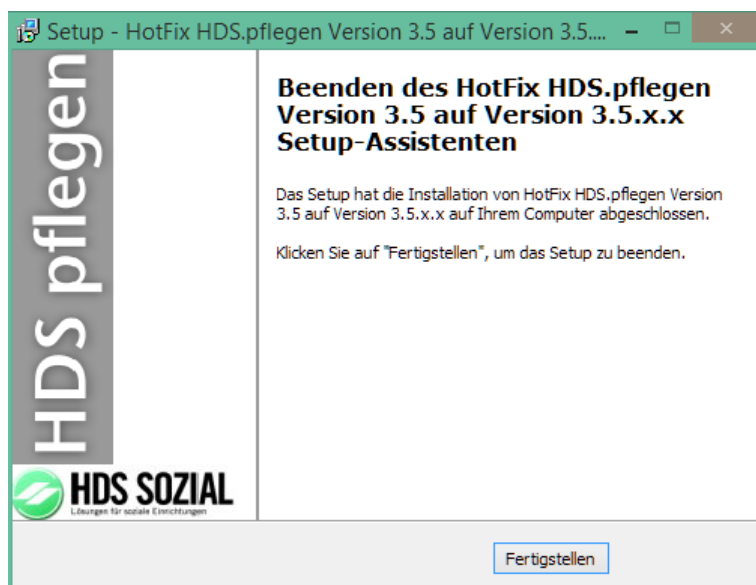 Setup - HotFix HDS.pflegen Version 3.5 auf Version 3.5....
HDS pflegen
Beenden des HotFix HDS.pflegen
Version 3.5 auf Version 3.5.x.x
Setup-Assistenten
Das Setup hat die Installation von HotFix HDS.pflegen Version
3.5 auf Version 3.5.x.x auf Ihrem Computer abgeschlossen.
Klicken Sie auf "Fertigstellen", um das Setup zu beenden.
HDS SOZIAL
Lösungen für soziale Einrichtungen
Fertigstellen